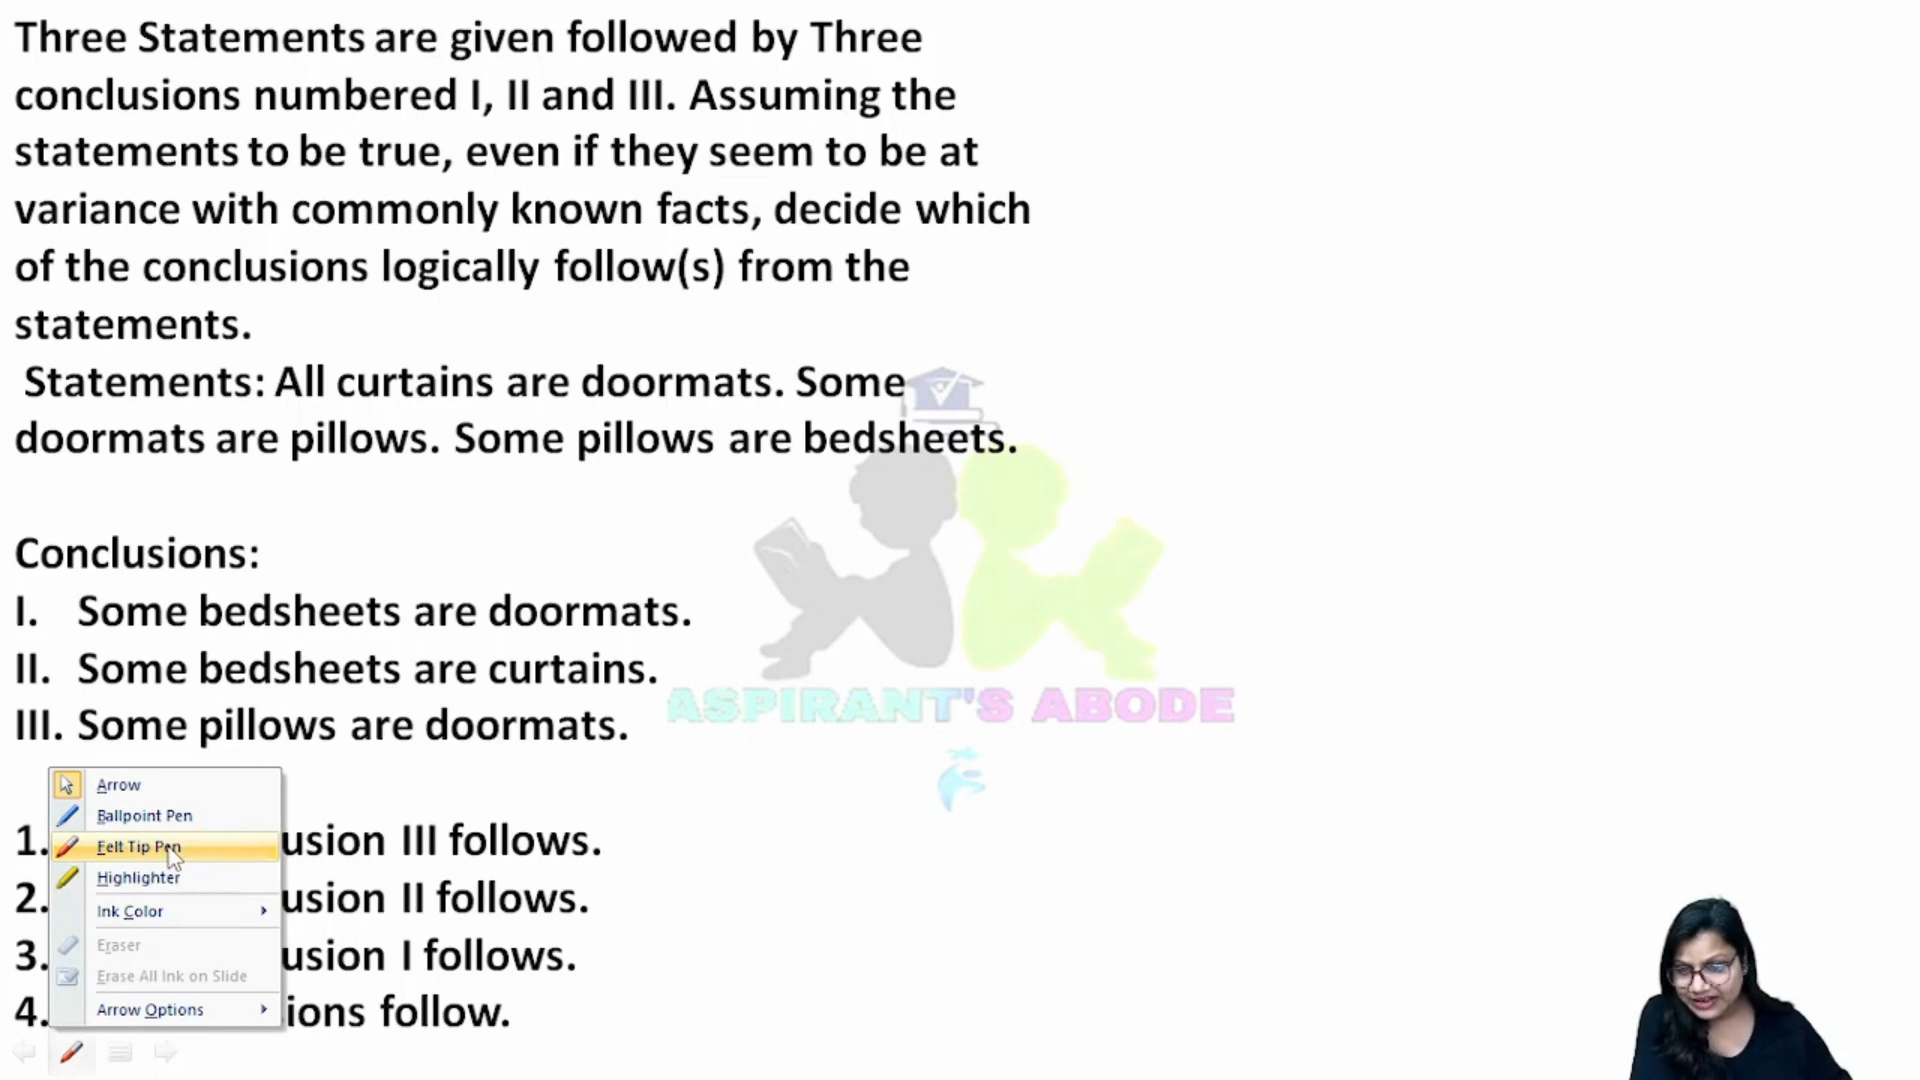 Three Statements are given followed by Three
conclusions numbered I, II and III. Assuming the
statements to be true, even if they seem to be at
variance with commonly known facts, decide which
of the conclusions logically follow(s) from the
statements.
Statements: All curtains are doormats. Some
doormats are pillows. Some pillows are bedsheets.
Conclusions:
I. Some bedsheets are doormats.
II. Some bedsheets are curtains.
III. Some pillows are doormats.
ASPIRANT'S ABODE
Arrow
Ballpoint Pen
Felt Tip Pen
Highlighter
Ink Color
Eraser
Erase All Ink on Slide
Arrow Options
1. usion III follows.
2. usion II follows.
3. usion I follows.
4. ions follow.